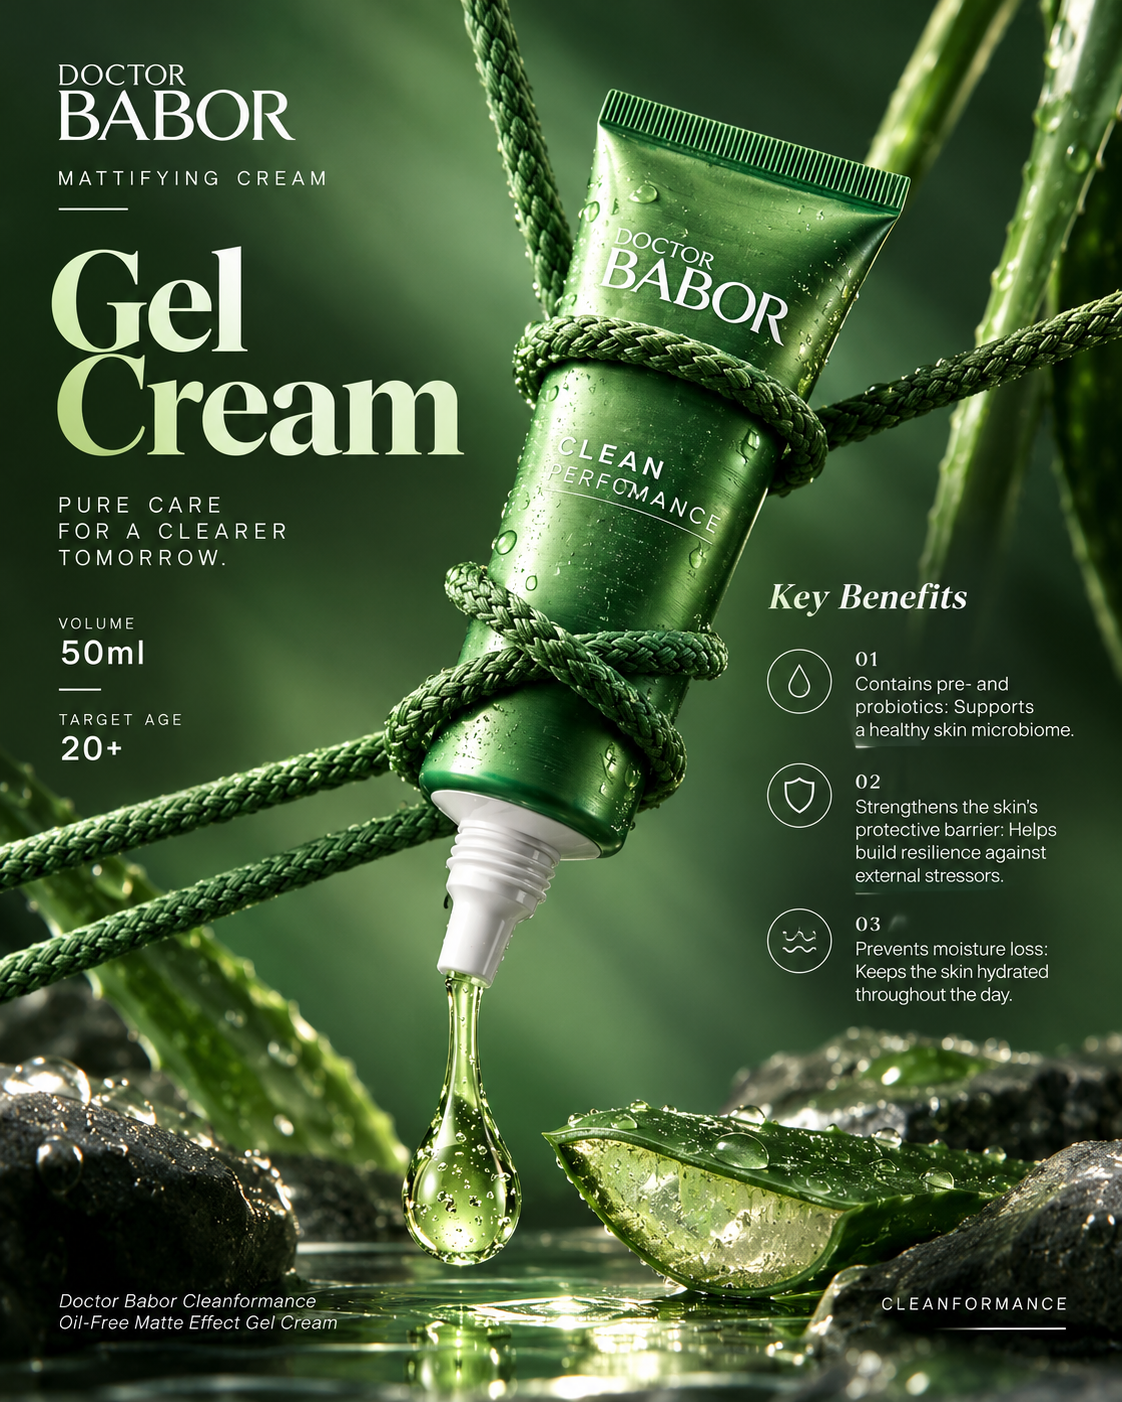 DOCTOR
BABOR
MATTIFYING CREAM
Gel
Cream
PURE CARE
FOR A CLEARER
TOMORROW.
VOLUME
50ml
TARGET AGE
20+
DOCTOR
BABOR
CLEAN
PERFOMANCE
Key Benefits
01
Contains pre- and
probiotics: Supports
a healthy skin microbiome.
02
Strengthens the skin's
protective barrier: Helps
build resilience against
external stressors.
03
Prevents moisture loss:
Keeps the skin hydrated
throughout the day.
Doctor Babor Cleanformance
Oil-Free Matte Effect Gel Cream
CLEANFORMANCE